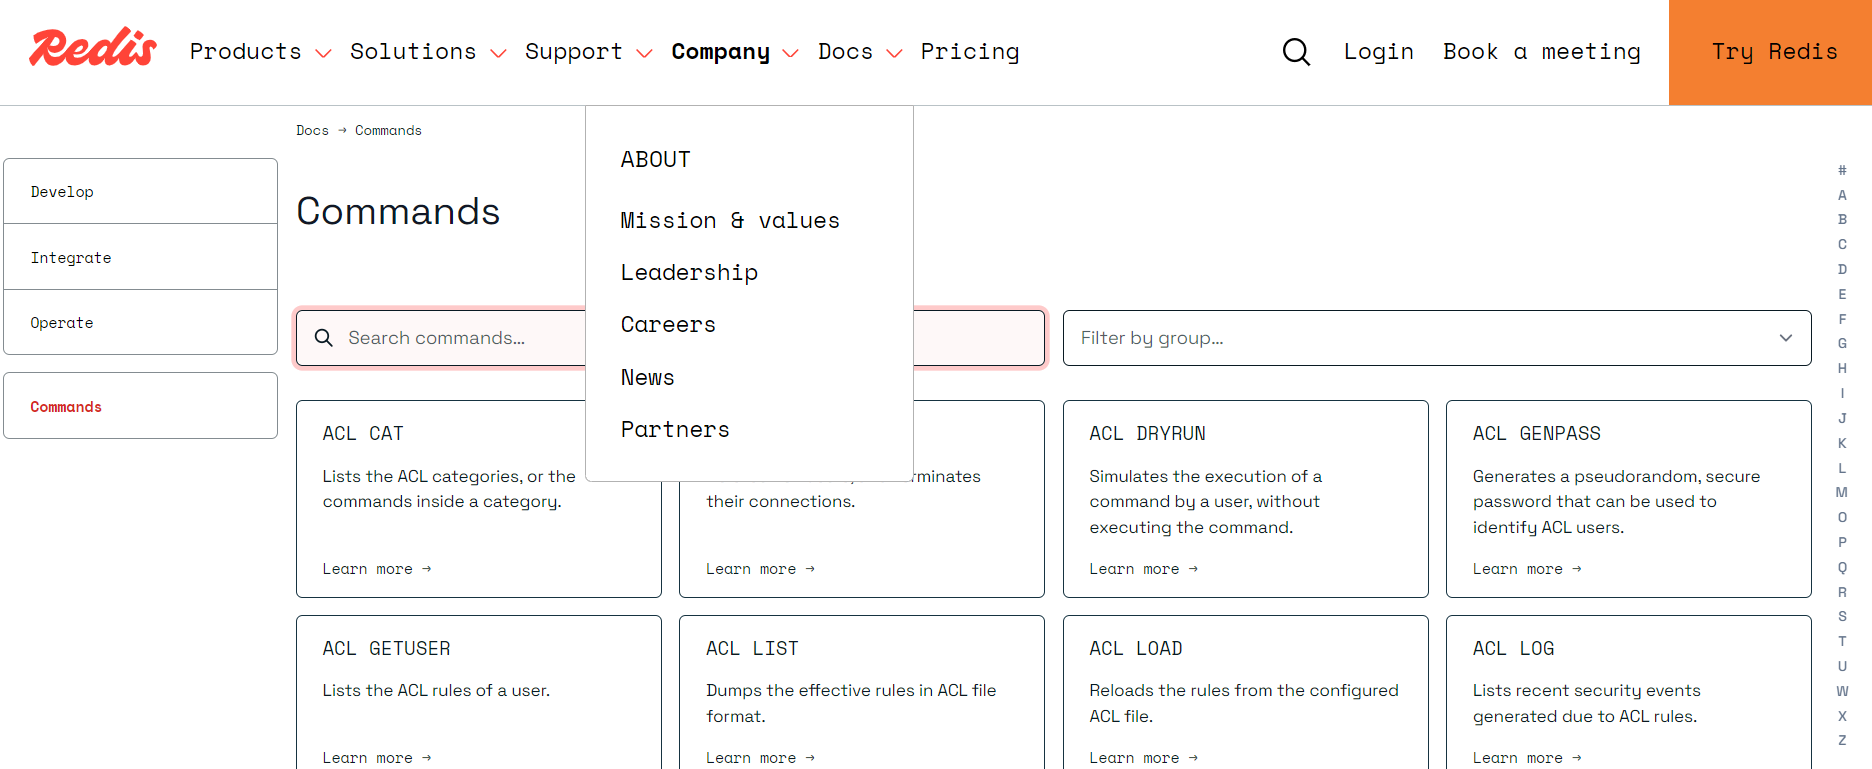 Redis
Products
Solutions
Support
Company
Docs
Pricing
Login
Book a meeting
Try Redis
Docs → Commands
Develop
Integrate
Operate
Commands
Commands
ABOUT
Mission & values
Leadership
Careers
News
Partners
Search commands...
Filter by group...
ACL CAT
Lists the ACL categories, or the
commands inside a category.
Learn more →
their connections.
Learn more →
ACL DRYRUN
Simulates the execution of a
command by a user, without
executing the command.
Learn more →
ACL GENPASS
Generates a pseudorandom, secure
password that can be used to
identify ACL users.
Learn more →
ACL GETUSER
Lists the ACL rules of a user.
Learn more →
ACL LIST
Dumps the effective rules in ACL file
format.
Learn more →
ACL LOAD
Reloads the rules from the configured
ACL file.
Learn more →
ACL LOG
Lists recent security events
generated due to ACL rules.
Learn more →
#
A
B
C
D
E
F
G
H
I
J
K
L
M
O
P
Q
R
S
T
U
W
X
Z